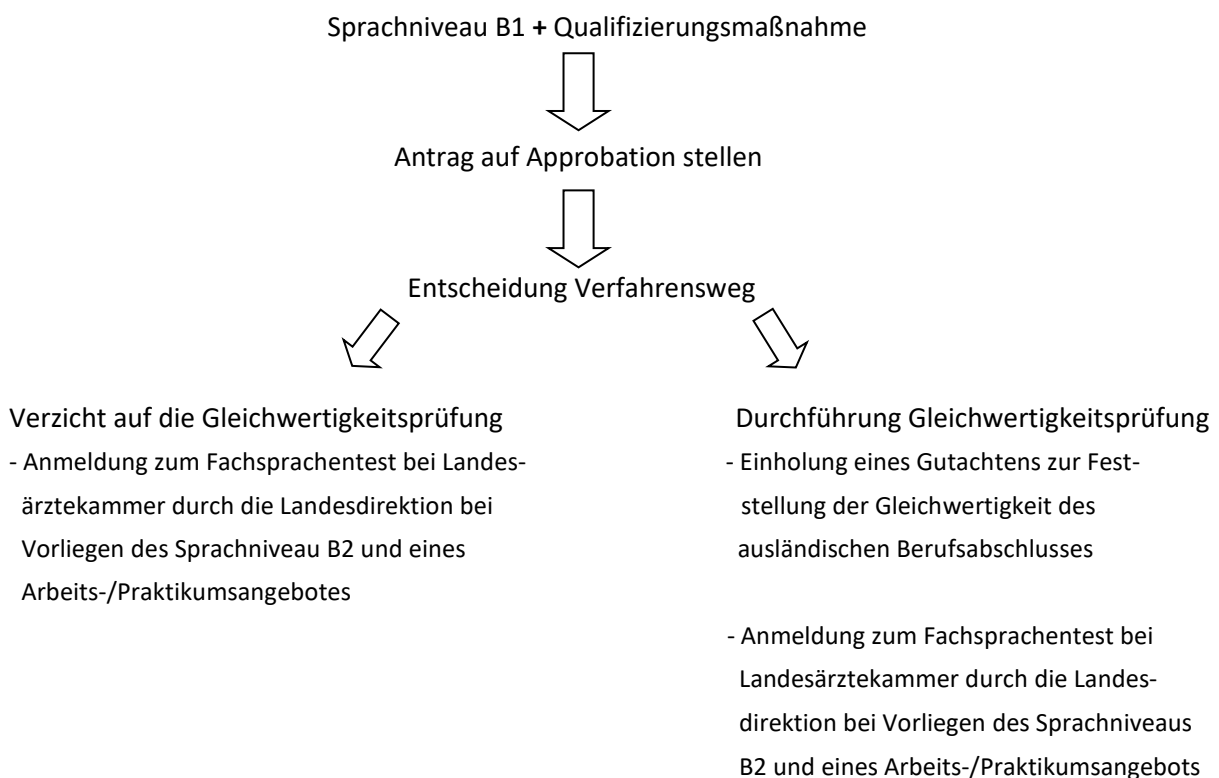 Sprachniveau B1 + Qualifizierungsmaßnahme
Antrag auf Approbation stellen
Entscheidung Verfahrensweg
Verzicht auf die Gleichwertigkeitsprüfung
- Anmeldung zum Fachsprachentest bei Landes-
ärztekammer durch die Landesdirektion bei
Vorliegen des Sprachniveau B2 und eines
Arbeits-/Praktikumsangebotes
Durchführung Gleichwertigkeitsprüfung
- Einholung eines Gutachtens zur Fest-
stellung der Gleichwertigkeit des
ausländischen Berufsabschlusses
- Anmeldung zum Fachsprachentest bei
Landesärztekammer durch die Landes-
direktion bei Vorliegen des Sprachniveaus
B2 und eines Arbeits-/Praktikumsangebots